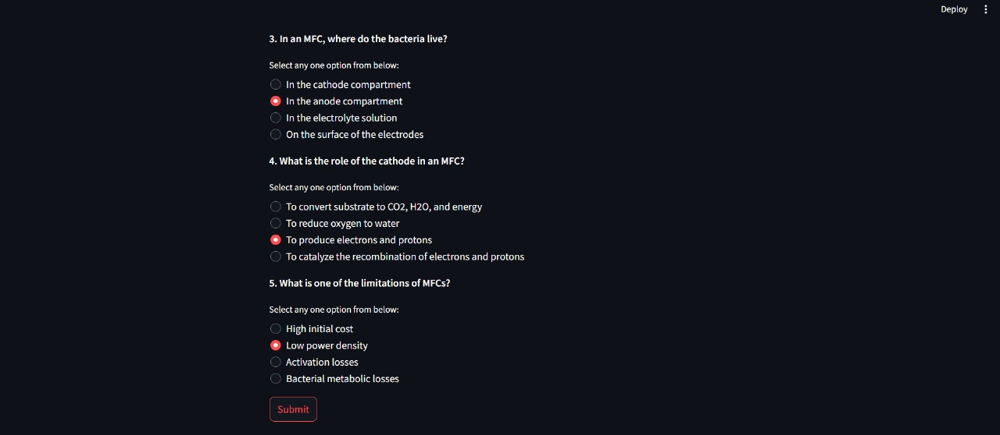 Deploy
3. In an MFC, where do the bacteria live?
Select any one option from below:
In the cathode compartment
In the anode compartment
In the electrolyte solution
On the surface of the electrodes
4. What is the role of the cathode in an MFC?
Select any one option from below:
To convert substrate to CO2, H2O, and energy
To reduce oxygen to water
To produce electrons and protons
To catalyze the recombination of electrons and protons
5. What is one of the limitations of MFCs?
Select any one option from below:
High initial cost
Low power density
Activation losses
Bacterial metabolic losses
Submit